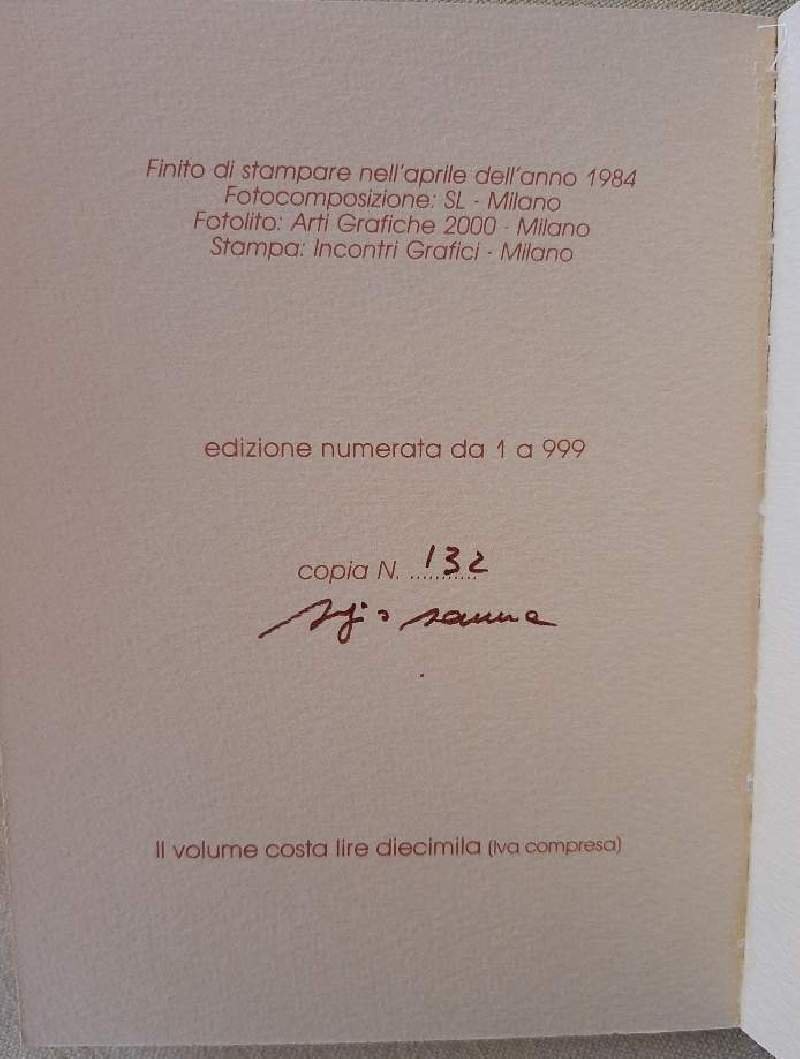 Finito di stampare nell'aprile dell'anno 1984
Fotocomposizione: SL - Milano
Fotolito: Arti Grafiche 2000 - Milano
Stampa: Incontri Grafici - Milano
edizione numerata da 1 a 999
copia N. 132
sanna
Il volume costa lire diecimila (Iva compresa)